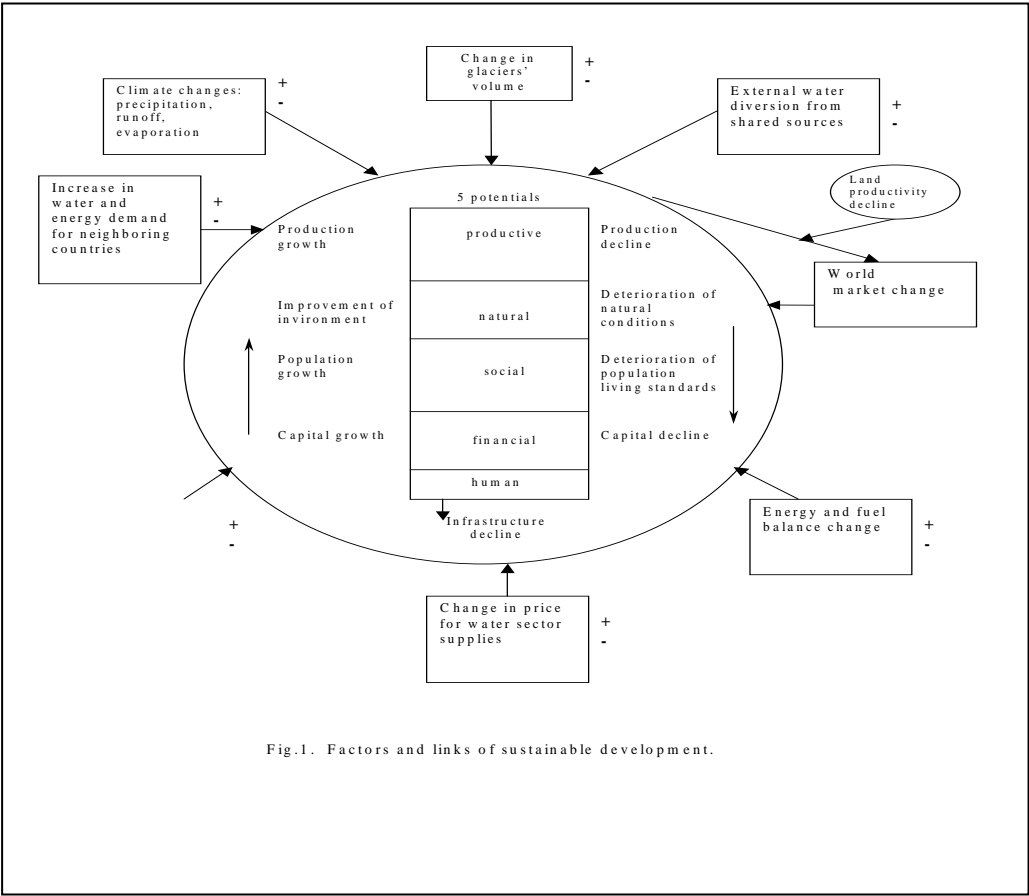 Change in
glaciers'
volume
+
-
Climate changes:
precipitation,
runoff,
evaporation
+
-
External water
diversion from
shared sources
+
-
Increase in
water and
energy demand
for neighboring
countries
+
-
Land
productivity
decline
5 potentials
Production
growth
productive
Production
decline
World
market change
Improvement of
invironment
natural
Deterioration of
natural
conditions
Population
growth
social
Deterioration of
population
living standards
Capital growth
financial
Capital decline
human
Infrastructure
decline
+
-
Energy and fuel
balance change
+
-
Change in price
for water sector
supplies
+
-
Fig.1. Factors and links of sustainable development.